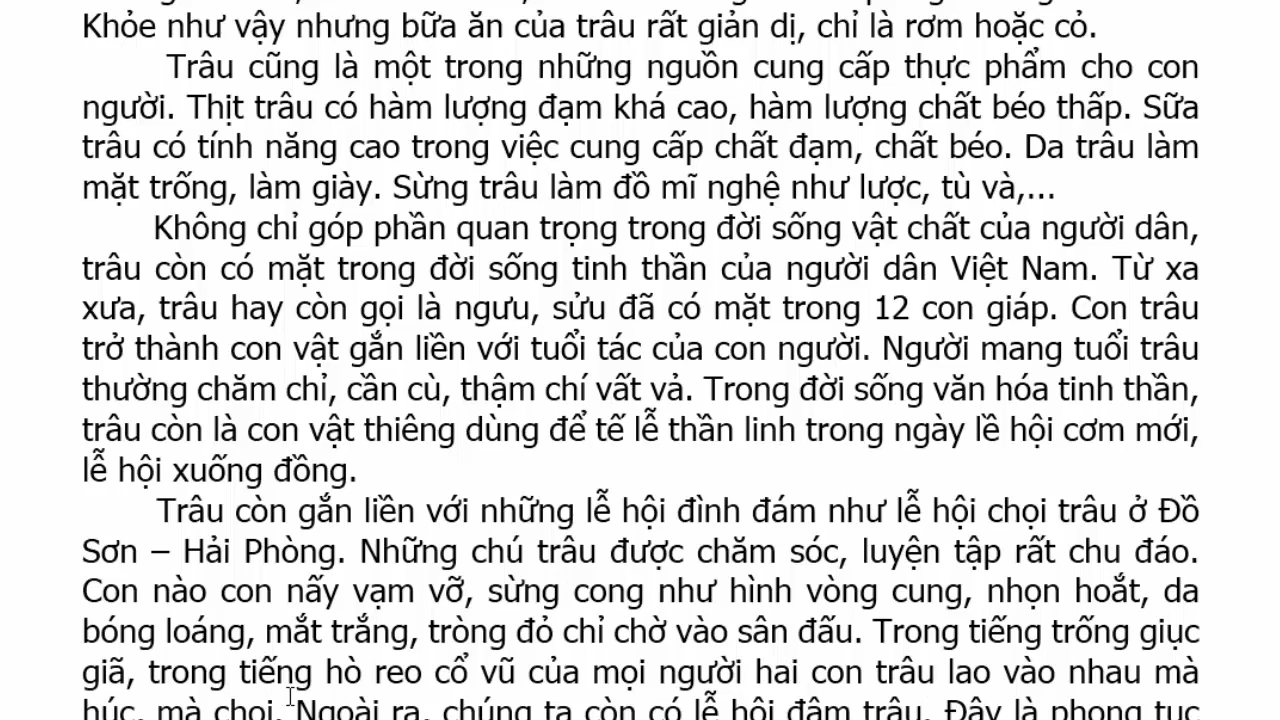 Khỏe như vậy nhưng bữa ăn của trâu rất giản dị, chỉ là rơm hoặc cỏ.
Trâu cũng là một trong những nguồn cung cấp thực phẩm cho con
người. Thịt trâu có hàm lượng đạm khá cao, hàm lượng chất béo thấp. Sữa
trâu có tính năng cao trong việc cung cấp chất đạm, chất béo. Da trâu làm
mặt trống, làm giày. Sừng trâu làm đồ mĩ nghệ như lược, tù và,...
Không chỉ góp phần quan trọng trong đời sống vật chất của người dân,
trâu còn có mặt trong đời sống tinh thần của người dân Việt Nam. Từ xa
xưa, trâu hay còn gọi là ngưu, sửu đã có mặt trong 12 con giáp. Con trâu
trở thành con vật gắn liền với tuổi tác của con người. Người mang tuổi trâu
thường chăm chỉ, cần cù, thậm chí vất vả. Trong đời sống văn hóa tinh thần,
trâu còn là con vật thiêng dùng để tế lễ thần linh trong ngày lề hội cơm mới,
lễ hội xuống đồng.
Trâu còn gắn liền với những lễ hội đình đám như lễ hội chọi trâu ở Đồ
Sơn – Hải Phòng. Những chú trâu được chăm sóc, luyện tập rất chu đáo.
Con nào con nấy vạm vỡ, sừng cong như hình vòng cung, nhọn hoắt, da
bóng loáng, mắt trắng, tròng đỏ chỉ chờ vào sân đấu. Trong tiếng trống giục
giã, trong tiếng hò reo cổ vũ của mọi người hai con trâu lao vào nhau mà
húc, mà chọi. Ngoài ra, chúng ta còn có lễ hội đâm trâu. Đây là phong tục